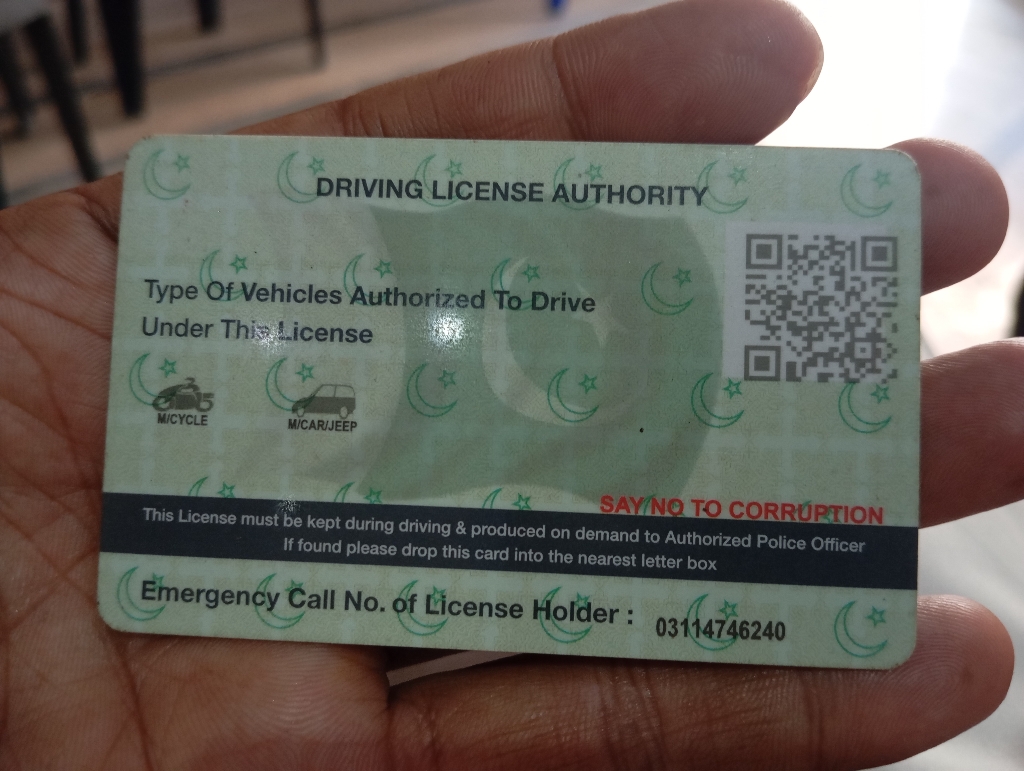 DRIVING LICENSE AUTHORITY
Type Of Vehicles Authorized To Drive
Under This License
M/CYCLE
M/CAR/JEEP
SAY NO TO CORRUPTION
This License must be kept during driving & produced on demand to Authorized Police Officer
If found please drop this card into the nearest letter box
Emergency Call No. of License Holder : 03114746240